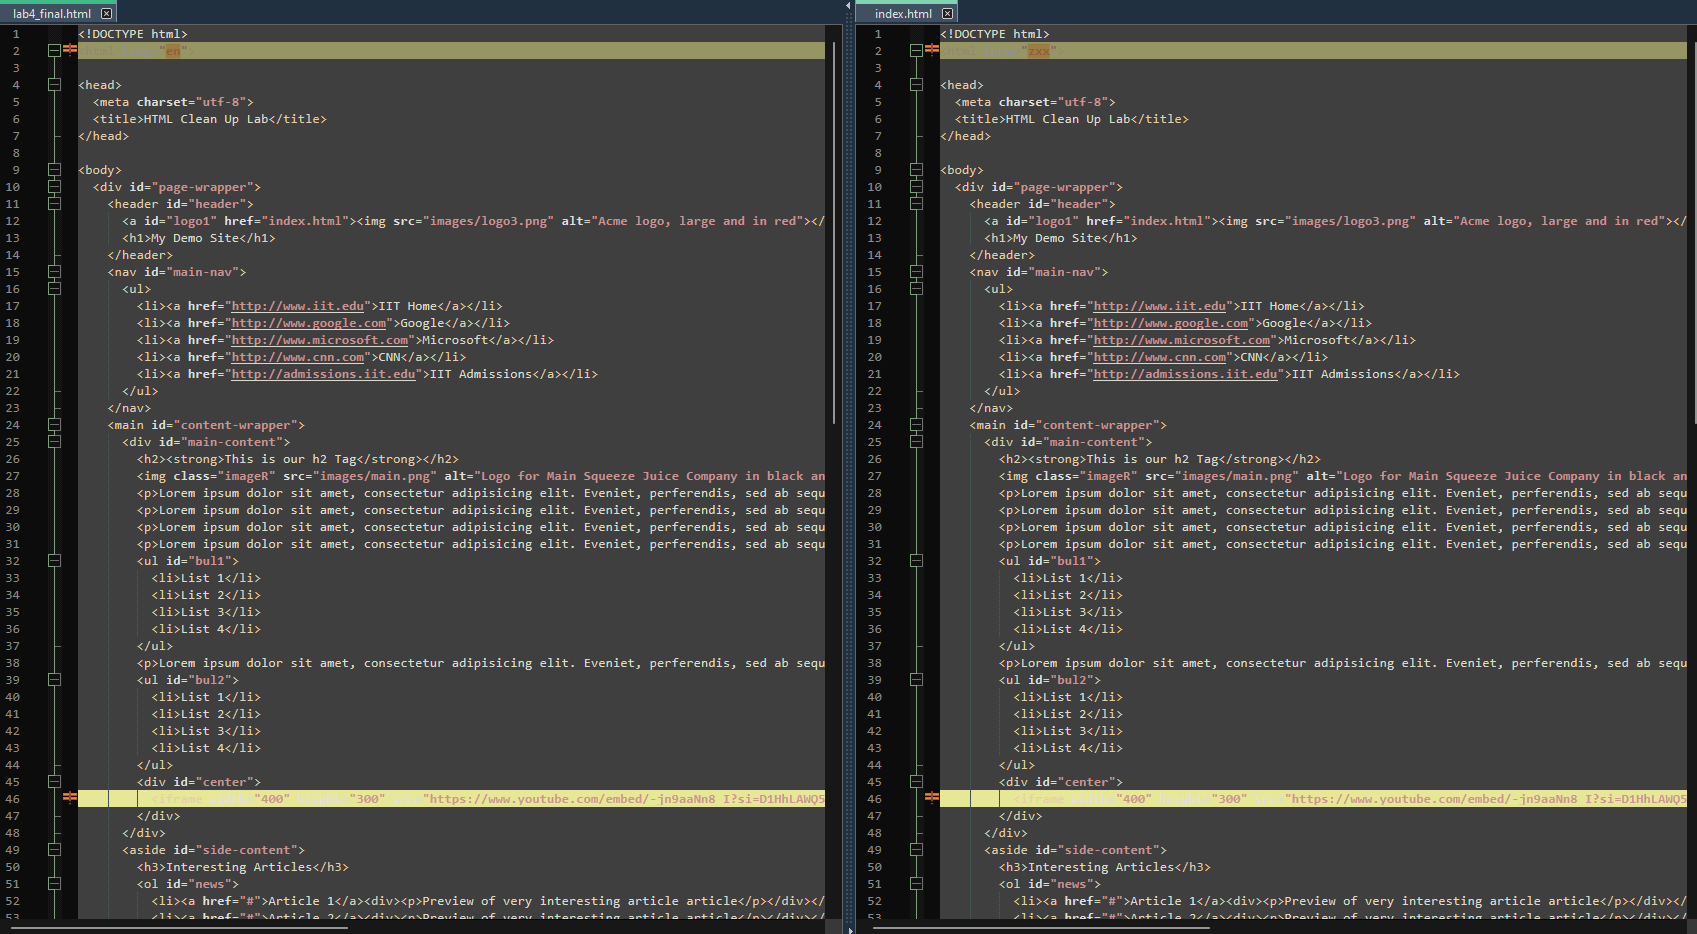 lab4_final.html
1 <!DOCTYPE html>
2 <html lang="en">
3
4 <head>
5 <meta charset="utf-8">
6 <title>HTML Clean Up Lab</title>
7 </head>
8
9 <body>
10 <div id="page-wrapper">
11 <header id="header">
12 <a id="logo1" href="index.html"><img src="images/logo3.png" alt="Acme logo, large and in red"></
13 <h1>My Demo Site</h1>
14 </header>
15 <nav id="main-nav">
16 <ul>
17 <li><a href="http://www.iit.edu">IIT Home</a></li>
18 <li><a href="http://www.google.com">Google</a></li>
19 <li><a href="http://www.microsoft.com">Microsoft</a></li>
20 <li><a href="http://www.cnn.com">CNN</a></li>
21 <li><a href="http://admissions.iit.edu">IIT Admissions</a></li>
22 </ul>
23 </nav>
24 <main id="content-wrapper">
25 <div id="main-content">
26 <h2><strong>This is our h2 Tag</strong></h2>
27 <img class="imageR" src="images/main.png" alt="Logo for Main Squeeze Juice Company in black an
28 <p>Lorem ipsum dolor sit amet, consectetur adipisicing elit. Eveniet, perferendis, sed ab sequ
29 <p>Lorem ipsum dolor sit amet, consectetur adipisicing elit. Eveniet, perferendis, sed ab sequ
30 <p>Lorem ipsum dolor sit amet, consectetur adipisicing elit. Eveniet, perferendis, sed ab sequ
31 <p>Lorem ipsum dolor sit amet, consectetur adipisicing elit. Eveniet, perferendis, sed ab sequ
32 <ul id="bul1">
33 <li>List 1</li>
34 <li>List 2</li>
35 <li>List 3</li>
36 <li>List 4</li>
37 </ul>
38 <p>Lorem ipsum dolor sit amet, consectetur adipisicing elit. Eveniet, perferendis, sed ab sequ
39 <ul id="bul2">
40 <li>List 1</li>
41 <li>List 2</li>
42 <li>List 3</li>
43 <li>List 4</li>
44 </ul>
45 <div id="center">
46 <iframe "400" "300" "https://www.youtube.com/embed/-jn9aaNn8_I?si=D1HhLAWQ5
47 </div>
48 </div>
49 <aside id="side-content">
50 <h3>Interesting Articles</h3>
51 <ol id="news">
52 <li><a href="#">Article 1</a><div><p>Preview of very interesting article article</p></div></
53 <li><a href="#">Article 2</a><div><p>Preview of very interesting article article</p></div></
index.html
1 <!DOCTYPE html>
2 <html lang="zxx">
3
4 <head>
5 <meta charset="utf-8">
6 <title>HTML Clean Up Lab</title>
7 </head>
8
9 <body>
10 <div id="page-wrapper">
11 <header id="header">
12 <a id="logo1" href="index.html"><img src="images/logo3.png" alt="Acme logo, large and in red"></
13 <h1>My Demo Site</h1>
14 </header>
15 <nav id="main-nav">
16 <ul>
17 <li><a href="http://www.iit.edu">IIT Home</a></li>
18 <li><a href="http://www.google.com">Google</a></li>
19 <li><a href="http://www.microsoft.com">Microsoft</a></li>
20 <li><a href="http://www.cnn.com">CNN</a></li>
21 <li><a href="http://admissions.iit.edu">IIT Admissions</a></li>
22 </ul>
23 </nav>
24 <main id="content-wrapper">
25 <div id="main-content">
26 <h2><strong>This is our h2 Tag</strong></h2>
27 <img class="imageR" src="images/main.png" alt="Logo for Main Squeeze Juice Company in black an
28 <p>Lorem ipsum dolor sit amet, consectetur adipisicing elit. Eveniet, perferendis, sed ab sequ
29 <p>Lorem ipsum dolor sit amet, consectetur adipisicing elit. Eveniet, perferendis, sed ab sequ
30 <p>Lorem ipsum dolor sit amet, consectetur adipisicing elit. Eveniet, perferendis, sed ab sequ
31 <p>Lorem ipsum dolor sit amet, consectetur adipisicing elit. Eveniet, perferendis, sed ab sequ
32 <ul id="bul1">
33 <li>List 1</li>
34 <li>List 2</li>
35 <li>List 3</li>
36 <li>List 4</li>
37 </ul>
38 <p>Lorem ipsum dolor sit amet, consectetur adipisicing elit. Eveniet, perferendis, sed ab sequ
39 <ul id="bul2">
40 <li>List 1</li>
41 <li>List 2</li>
42 <li>List 3</li>
43 <li>List 4</li>
44 </ul>
45 <div id="center">
46 <iframe "400" "300" "https://www.youtube.com/embed/-jn9aaNn8_I?si=D1HhLAWQ5
47 </div>
48 </div>
49 <aside id="side-content">
50 <h3>Interesting Articles</h3>
51 <ol id="news">
52 <li><a href="#">Article 1</a><div><p>Preview of very interesting article article</p></div></
53 <li><a href="#">Article 2</a><div><p>Preview of very interesting article article</p></div></